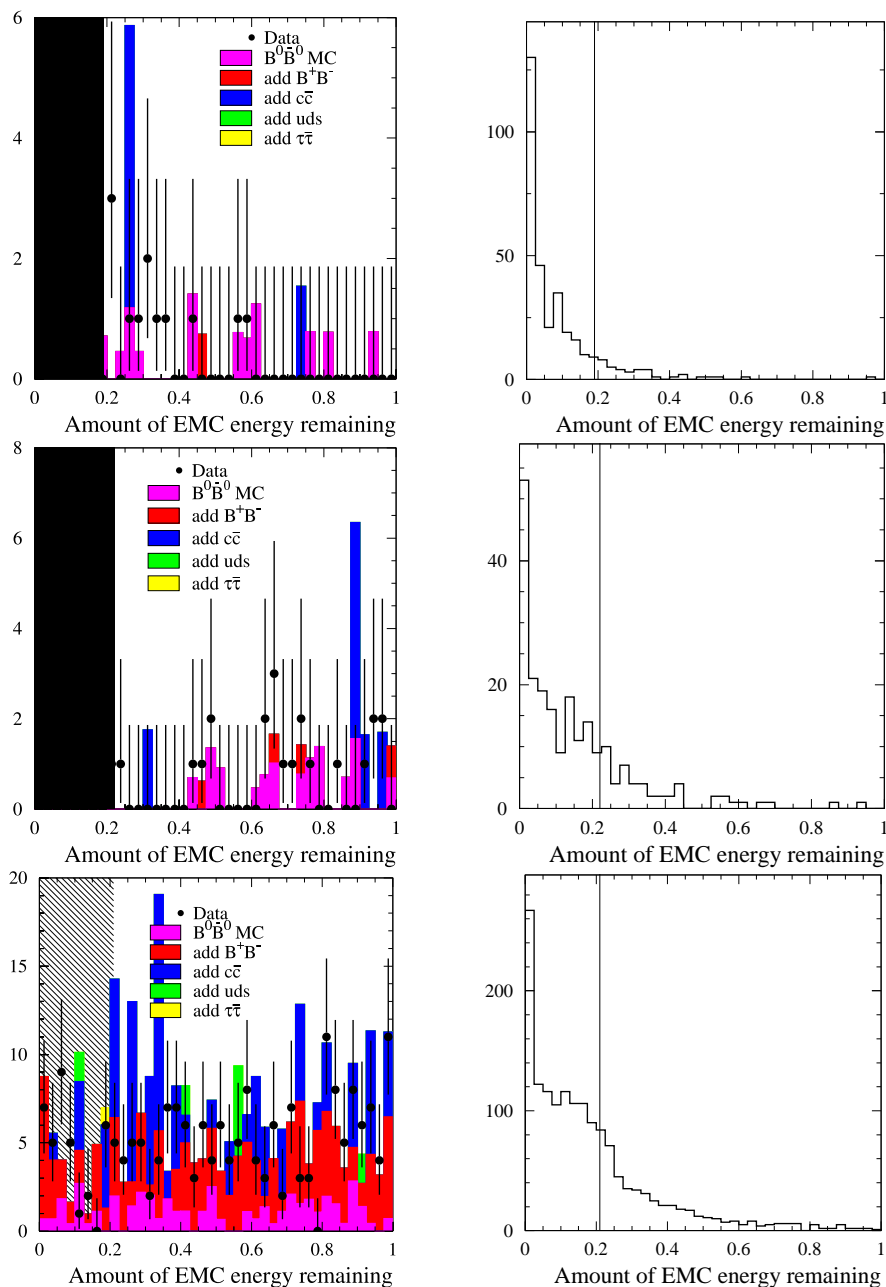 6
4
2
0
Data
B⁰B̄⁰ MC
add B⁺B⁻
add cc̄
add uds
add ττ̄
0 0.2 0.4 0.6 0.8 1
Amount of EMC energy remaining
100
50
0
0 0.2 0.4 0.6 0.8 1
Amount of EMC energy remaining
8
6
4
2
0
Data
B⁰B̄⁰ MC
add B⁺B⁻
add cc̄
add uds
add ττ̄
0 0.2 0.4 0.6 0.8 1
Amount of EMC energy remaining
40
20
0
0 0.2 0.4 0.6 0.8 1
Amount of EMC energy remaining
20
15
10
5
0
Data
B⁰B̄⁰ MC
add B⁺B⁻
add cc̄
add uds
add ττ̄
0 0.2 0.4 0.6 0.8 1
Amount of EMC energy remaining
200
100
0
0 0.2 0.4 0.6 0.8 1
Amount of EMC energy remaining